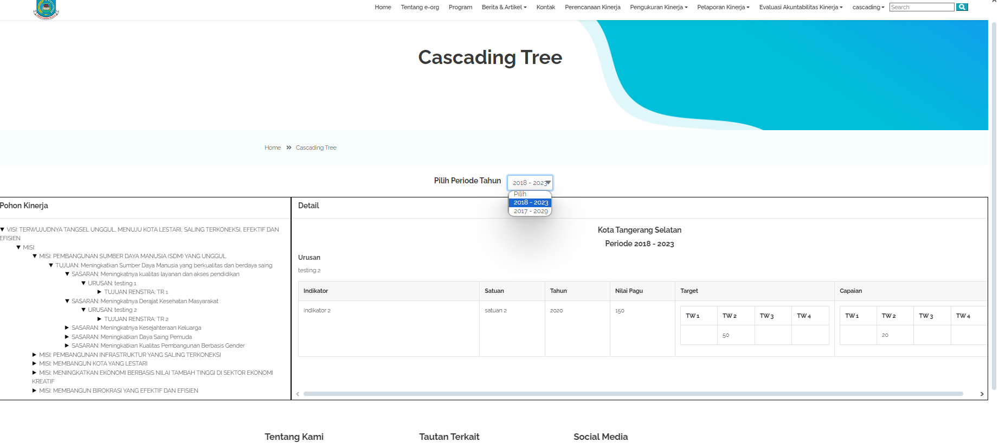 Home Tentang e-org Program Berita & Artikel Kontak Perencanaan Kinerja Pengukuran Kinerja Pelaporan Kinerja Evaluasi Akuntabilitas Kinerja cascading Search
Cascading Tree
Home » Cascading Tree
Pilih Periode Tahun 2018 - 2023
Pilih
2018 - 2023
2017 - 2029
Pohon Kinerja
VISI: TERWUJUDNYA TANGSEL UNGGUL, MENUJU KOTA LESTARI, SALING TERKONEKSI, EFEKTIF DAN
EFISIEN
MISI:
MISI: PEMBANGUNAN SUMBER DAYA MANUSIA (SDM) YANG UNGGUL
TUJUAN: Meningkatkan Sumber Daya Manusia yang berkualitas dan berdaya saing
SASARAN: Meningkatnya kualitas layanan dan akses pendidikan
URUSAN: testing 1
TUJUAN RENSTRA: TR 1
SASARAN: Meningkatnya Derajat Kesehatan Masyarakat
URUSAN: testing 2
TUJUAN RENSTRA: TR 2
SASARAN: Meningkatnya Kesejahteraan Keluarga
SASARAN: Meningkatkan Daya Saing Pemuda
SASARAN: Meningkatkan Kualitas Pembangunan Berbasis Gender
MISI: PEMBANGUNAN INFRASTRUKTUR YANG SALING TERKONEKSI
MISI: MEMBANGUN KOTA YANG LESTARI
MISI: MENINGKATKAN EKONOMI BERBASIS NILAI TAMBAH TINGGI DI SEKTOR EKONOMI
KREATIF
MISI: MEMBANGUN BIROKRASI YANG EFEKTIF DAN EFISIEN
Detail
Kota Tangerang Selatan
Periode 2018 - 2023
Urusan
testing 2
Indikator Satuan Tahun Nilai Pagu Target Capaian
indikator 2 satuan 2 2020 150
TW 1 TW 2 TW 3 TW 4 TW 1 TW 2 TW 3 TW 4
50 20
Tentang Kami Tautan Terkait Social Media